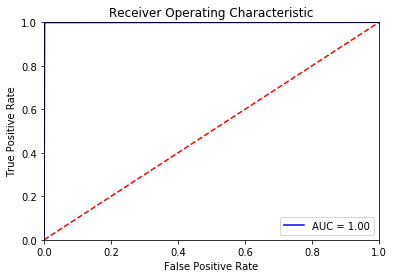 Receiver Operating Characteristic
True Positive Rate
1.0
0.8
0.6
0.4
0.2
0.0
AUC = 1.00
0.0 0.2 0.4 0.6 0.8 1.0
False Positive Rate